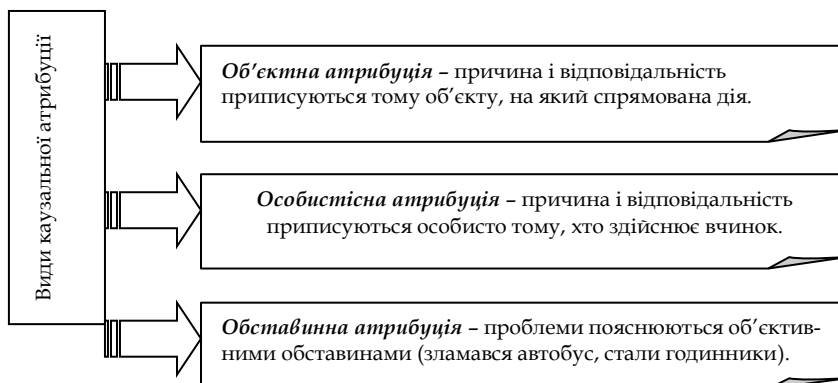 Види каузальної атрибуції
Об’єктна атрибуція – причина і відповідальність
приписуються тому об’єкту, на який спрямована дія.
Особистісна атрибуція – причина і відповідальність
приписуються особисто тому, хто здійснює вчинок.
Обставинна атрибуція – проблеми пояснюються об’єктив-
ними обставинами (зламався автобус, стали годинники).